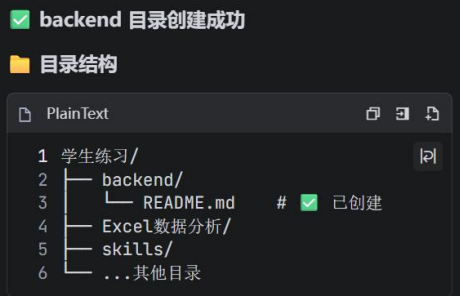 ✅ backend 目录创建成功
📁 目录结构
PlainText
1 学生练习/
2 ├── backend/
3 │   └── README.md    # ✅ 已创建
4 ├── Excel数据分析/
5 ├── skills/
6 └── ...其他目录